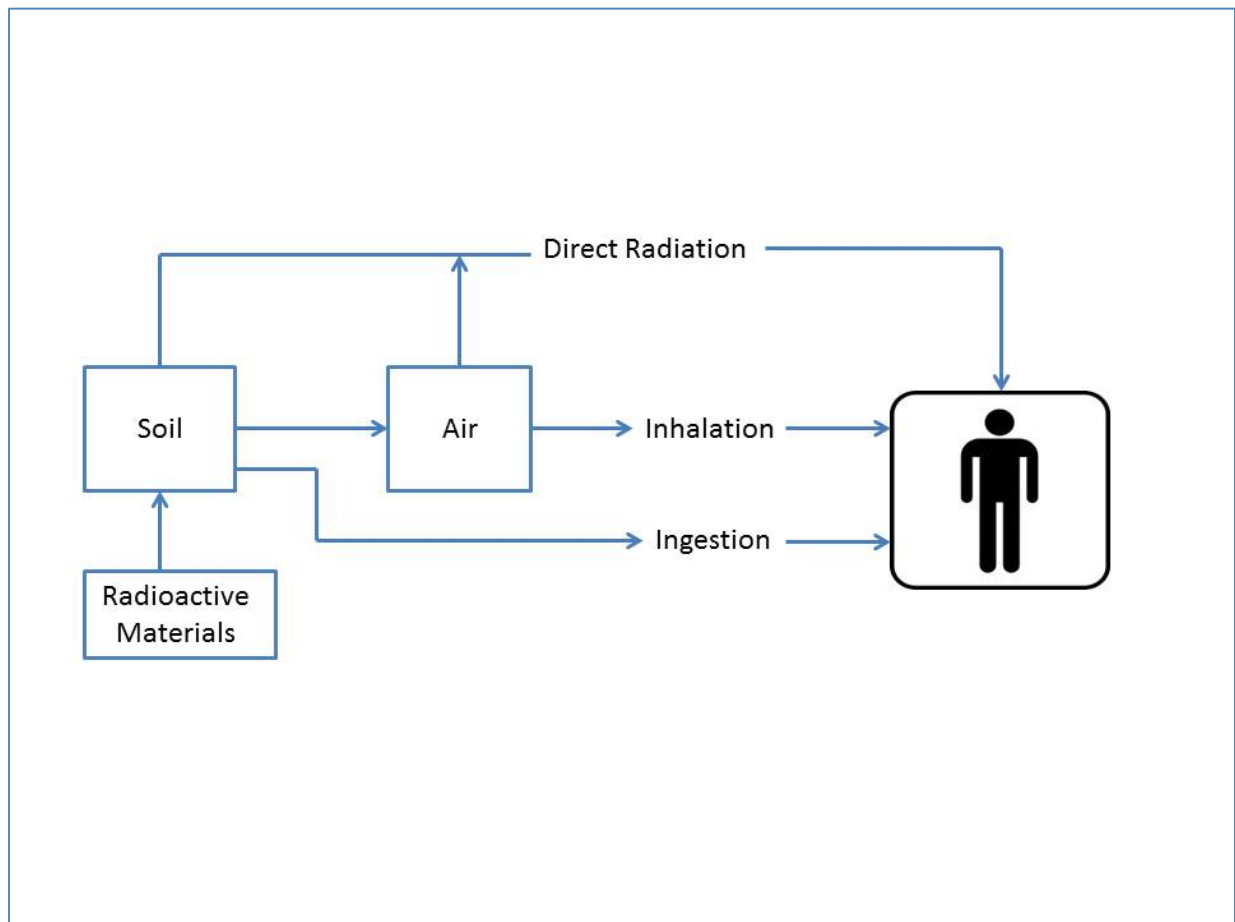 Direct Radiation
Soil
Air
Inhalation
Ingestion
Radioactive
Materials